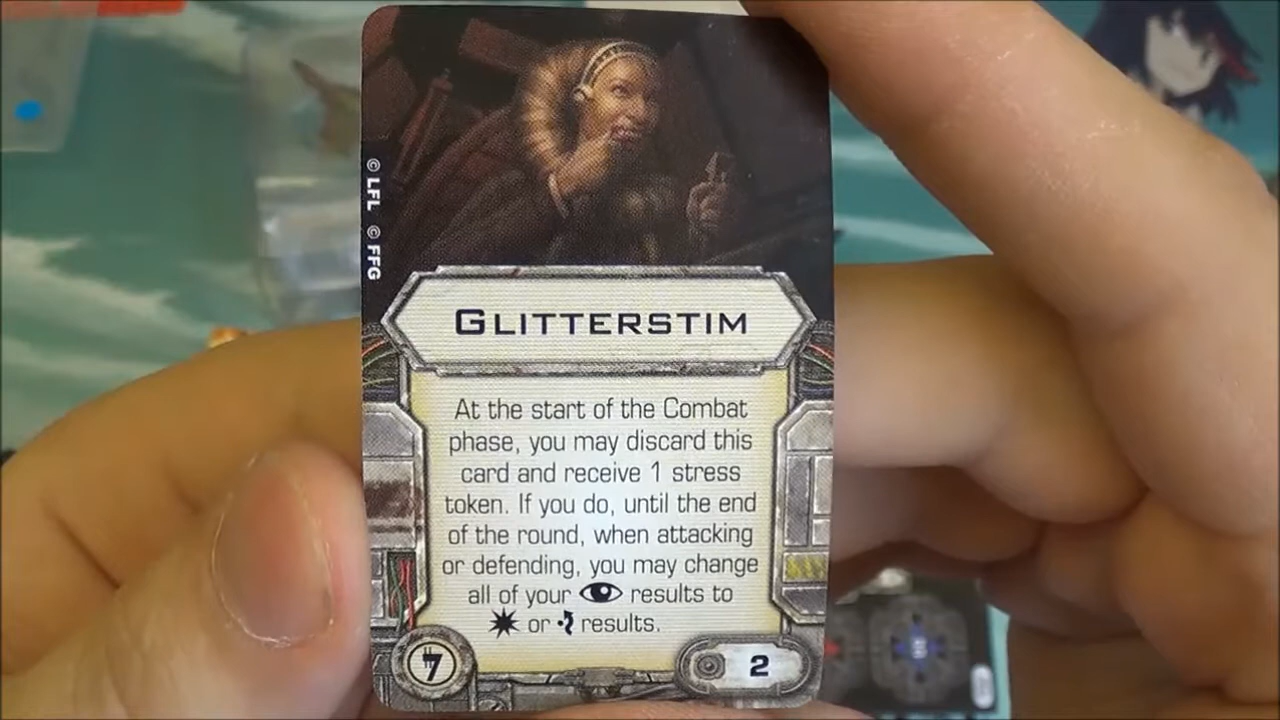 © LFL © FFG
GLITTERSTIM
At the start of the Combat
phase, you may discard this
card and receive 1 stress
token. If you do, until the end
of the round, when attacking
or defending, you may change
all of your results to
or results.
2